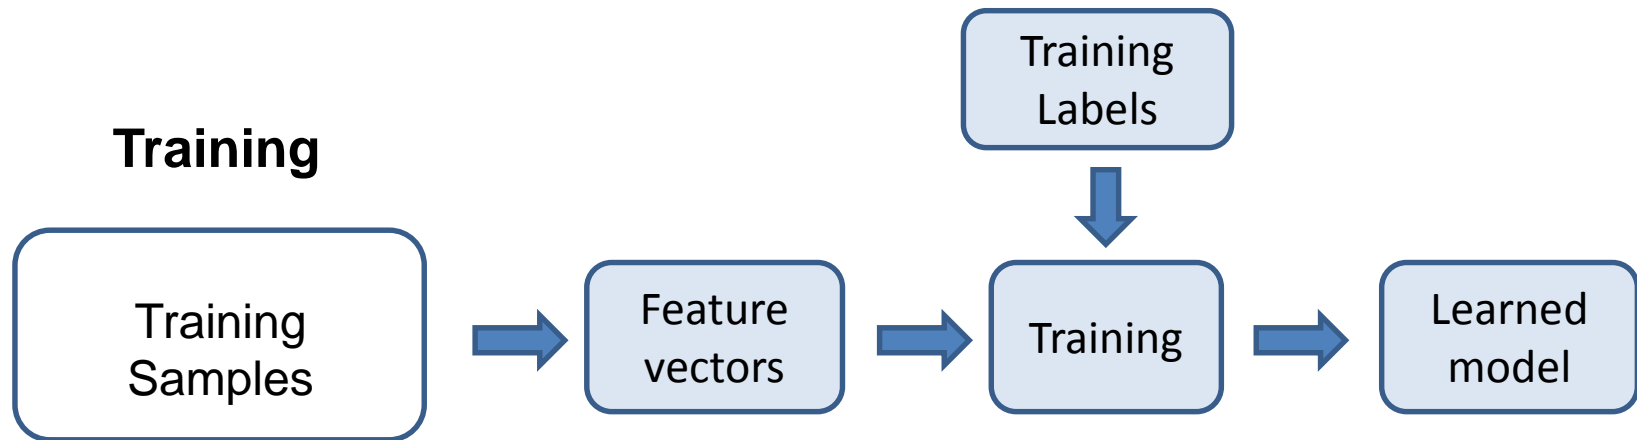 Training
Labels
Training
Training
Samples
Feature
vectors
Training
Learned
model